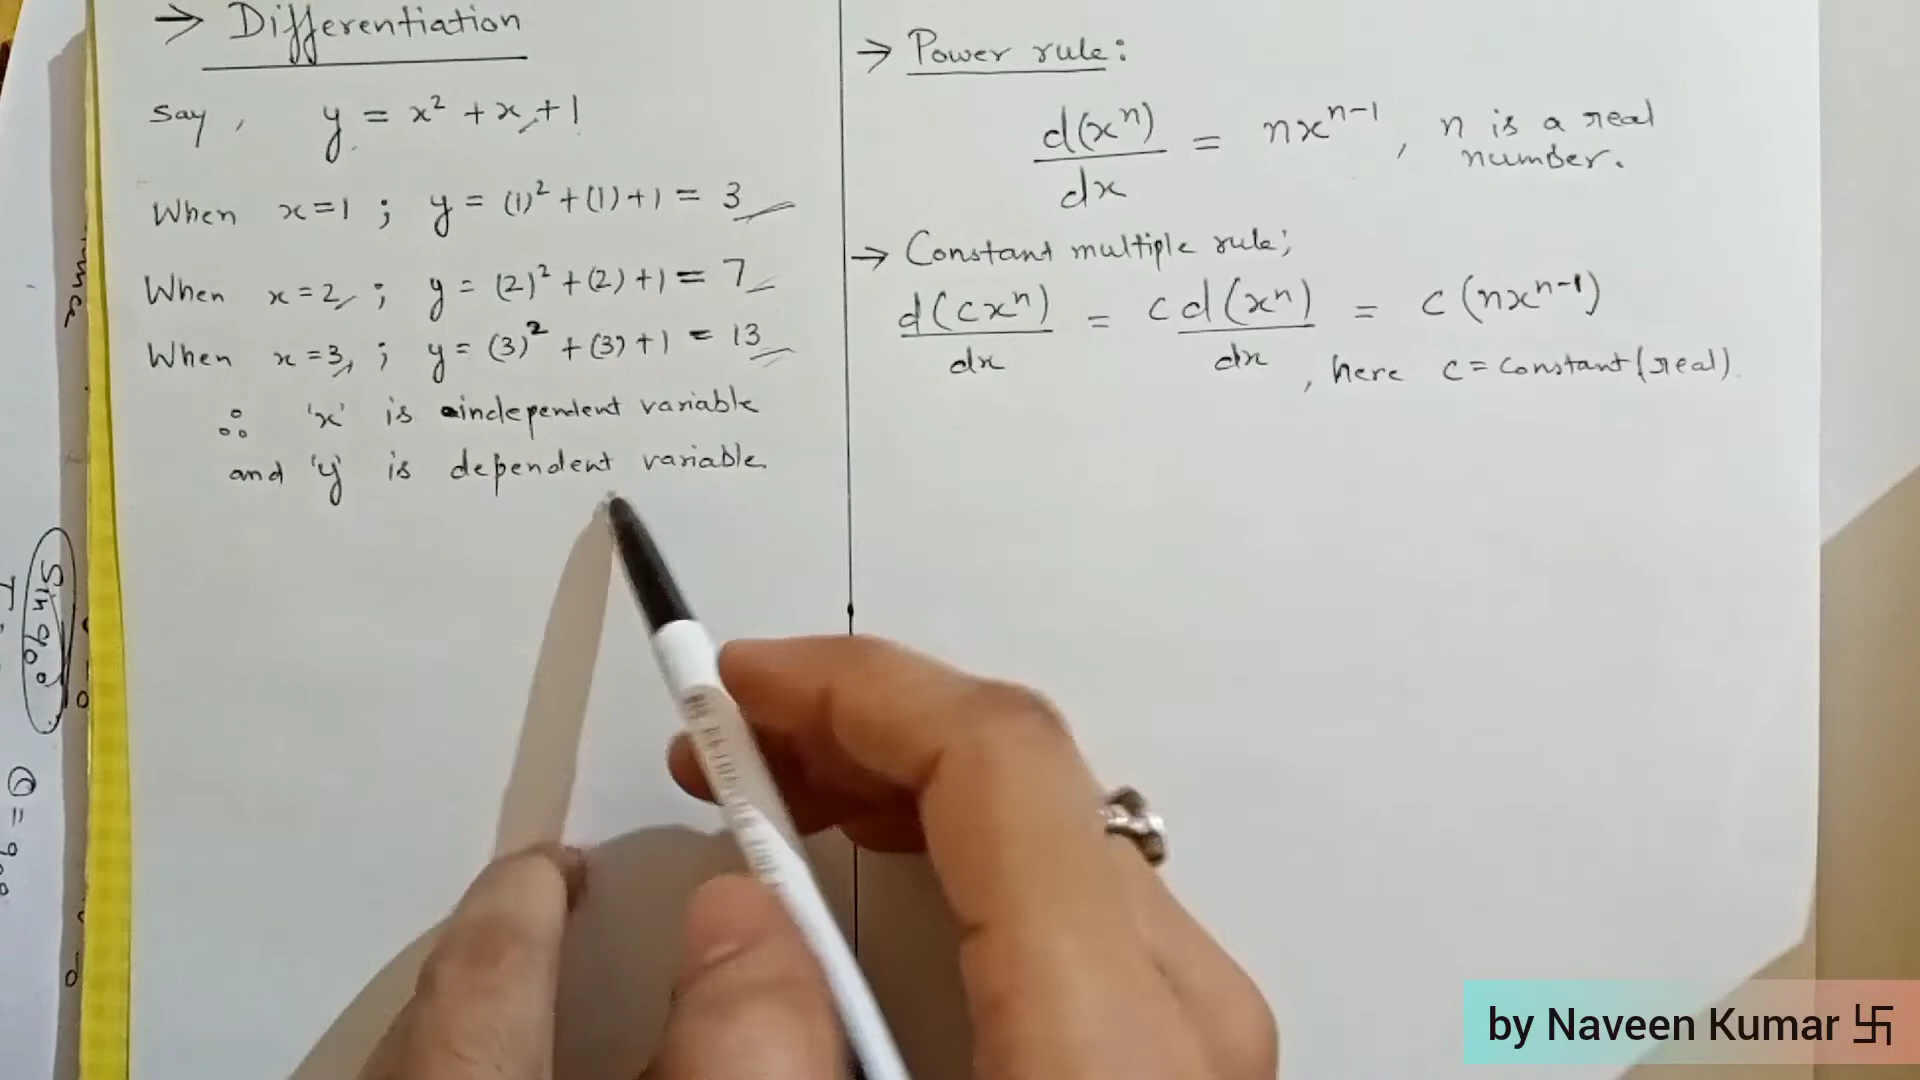 → Differentiation
Say, y = x² + x + 1
When x=1 ; y = (1)² + (1) + 1 = 3
When x=2 ; y = (2)² + (2) + 1 = 7
When x=3 ; y = (3)² + (3) + 1 = 13
∴ 'x' is independent variable
and 'y' is dependent variable
→ Power rule:
d(xⁿ)/dx = nxⁿ⁻¹, n is a real
number.
→ Constant multiple rule;
d(cxⁿ)/dx = c d(xⁿ)/dx = c(nxⁿ⁻¹)
, here c = constant (real).
Sin 90°
θ = 90°
by Naveen Kumar 卐